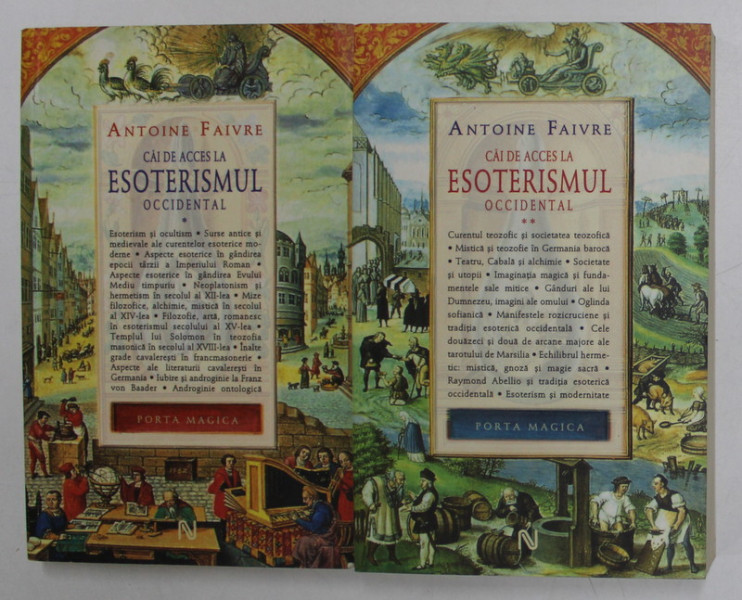 ANTOINE FAIVRE
CĂI DE ACCES LA
ESOTERISMUL
OCCIDENTAL
*
Esoterism și ocultism • Surse antice și
medievale ale curentelor esoterice mo-
derne • Aspecte esoterice în gândirea
epocii târzii a Imperiului Roman •
Aspecte esoterice în gândirea Evului
Mediu timpuriu • Neoplatonism și
hermetism în secolul al XII-lea • Mize
filozofice, alchimie, mistică în secolul
al XIV-lea • Filozofie, artă, romanesc
în esoterismul secolului al XV-lea •
Templul lui Solomon în teozofia
masonică în secolul al XVIII-lea • Înalte
grade cavalerești în francmasonerie •
Aspecte ale literaturii cavalerești în
Germania • Iubire și androginie la Franz
von Baader • Androginie ontologică
PORTA MAGICA
N
ANTOINE FAIVRE
CĂI DE ACCES LA
ESOTERISMUL
OCCIDENTAL
**
Curentul teozofic și societatea teozofică
• Mistică și teozofie în Germania barocă
• Teatru, Cabală și alchimie • Societate
și utopii • Imaginația magică și funda-
mentele sale mitice • Gânduri ale lui
Dumnezeu, imagini ale omului • Oglinda
sofianică • Manifestele rozicruciene și
tradiția esoterică occidentală • Cele
douăzeci și două de arcane majore ale
tarotului de Marsilia • Echilibrul herme-
tic: mistică, gnoză și magie sacră •
Raymond Abellio și tradiția esoterică
occidentală • Esoterism și modernitate
PORTA MAGICA
N